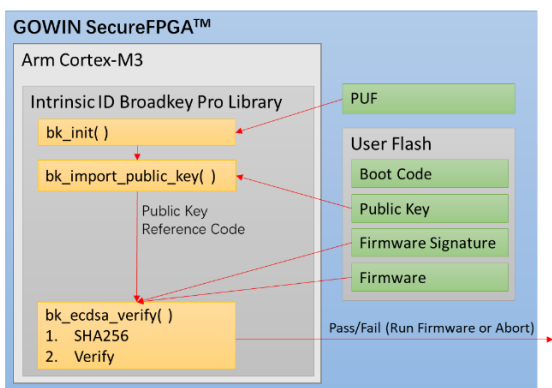 GOWIN SecureFPGA™
Arm Cortex-M3
Intrinsic ID Broadkey Pro Library
bk_init( )
bk_import_public_key( )
Public Key
Reference Code
bk_ecdsa_verify( )
1. SHA256
2. Verify
PUF
User Flash
Boot Code
Public Key
Firmware Signature
Firmware
Pass/Fail (Run Firmware or Abort)